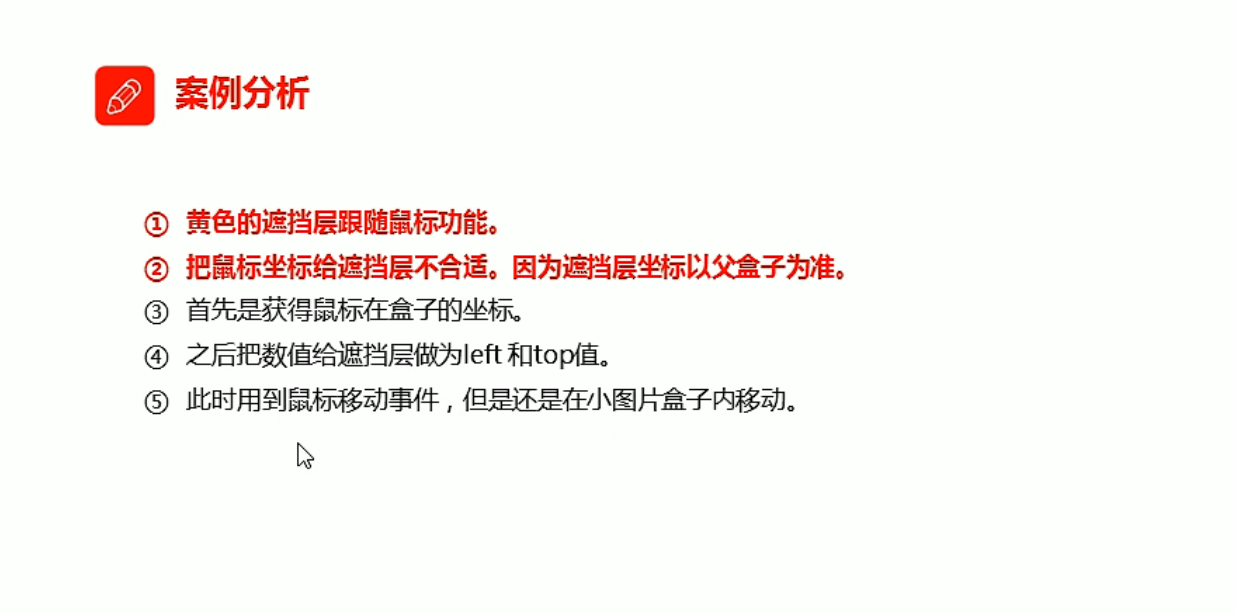 案例分析
① 黄色的遮挡层跟随鼠标功能。
② 把鼠标坐标给遮挡层不合适。因为遮挡层坐标以父盒子为准。
③ 首先是获得鼠标在盒子的坐标。
④ 之后把数值给遮挡层做为left 和top值。
⑤ 此时用到鼠标移动事件，但是还是在小图片盒子内移动。